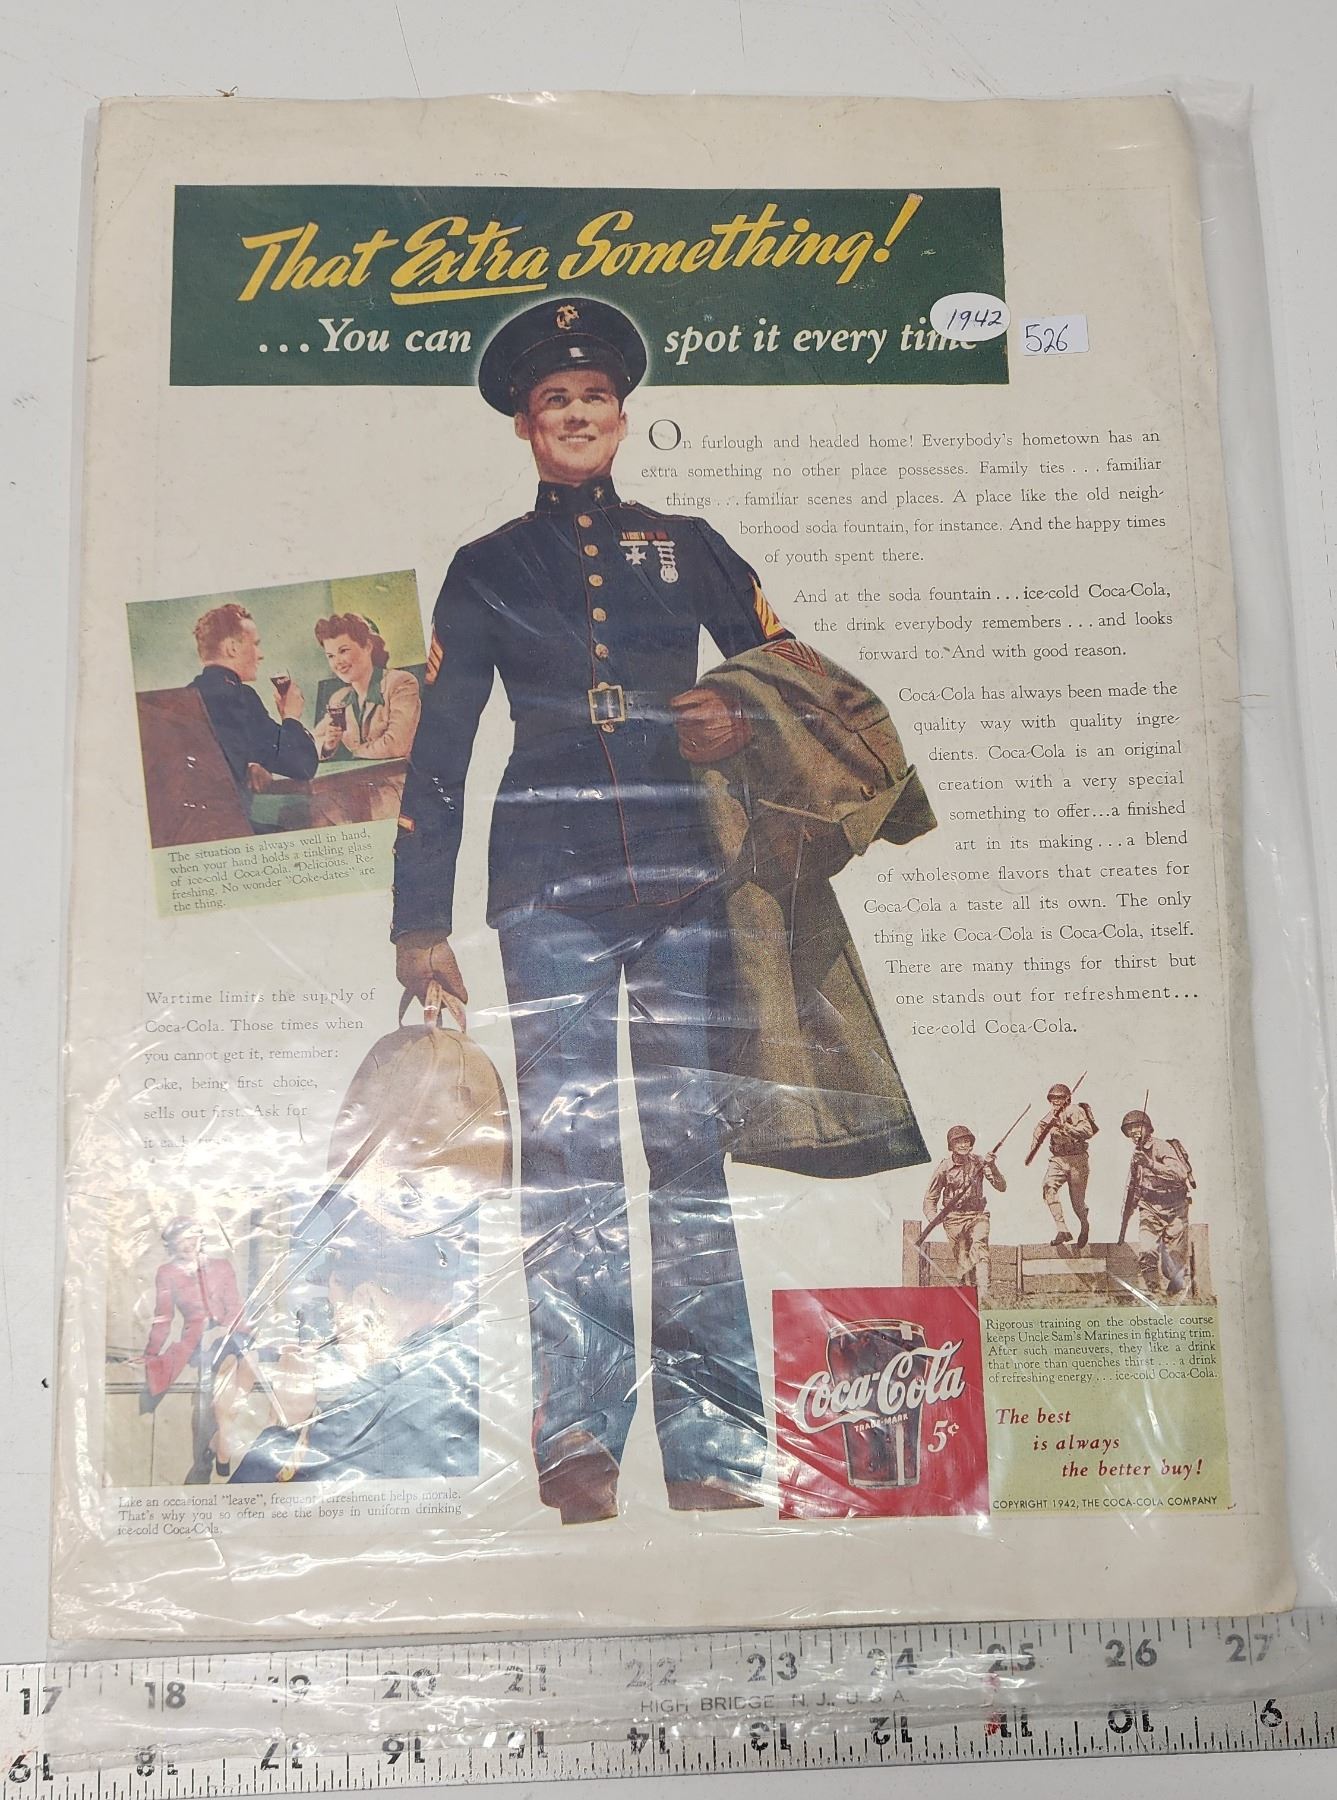 That Extra Something!
...You can spot it every
1942
526
On furlough and headed home! Everybody's hometown has an
extra something no other place possesses. Family ties . . . familiar
things . . . familiar scenes and places. A place like the old neigh-
borhood soda fountain, for instance. And the happy times
of youth spent there.
And at the soda fountain . . . ice-cold Coca-Cola,
the drink everybody remembers . . . and looks
forward to. And with good reason.
Coca-Cola has always been made the
quality way with quality ingre-
dients. Coca-Cola is an original
creation with a very special
something to offer...a finished
art in its making . . . a blend
of wholesome flavors that creates for
Coca-Cola a taste all its own. The only
thing like Coca-Cola is Coca-Cola, itself.
There are many things for thirst but
one stands out for refreshment...
ice-cold Coca-Cola.
The situation is always well in hand,
when your hand holds a tinkling glass
of ice-cold Coca-Cola. Delicious. Re-
freshing. No wonder "Coke-dates" are
the thing.
Wartime limits the supply of
Coca-Cola. Those times when
you cannot get it, remember:
Coke, being first choice,
sells out first. Ask for
it each
Like an occasional "leave", frequent refreshment helps morale.
That's why you so often see the boys in uniform drinking
ice-cold Coca-Cola.
Coca-Cola
TRADE-MARK
5¢
Rigorous training on the obstacle course
keeps Uncle Sam's Marines in fighting trim.
After such maneuvers, they like a drink
that more than quenches thirst . . . a drink
of refreshing energy . . . ice-cold Coca-Cola.
The best
is always
the better buy!
COPYRIGHT 1942, THE COCA-COLA COMPANY
17 18 19 20 21 22 23 24 25 26 27
HIGH BRIDGE N. J., U. S. A.
19 18 17 16 15 14 13 12 11 10 9